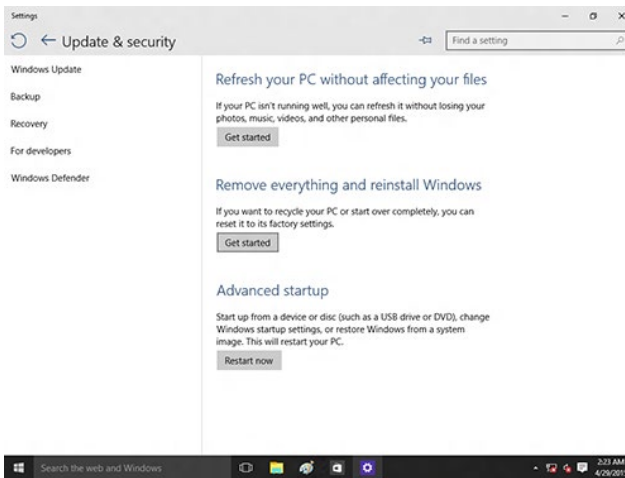 Settings
Update & security
Find a setting
Windows Update
Backup
Recovery
For developers
Windows Defender
Refresh your PC without affecting your files
If your PC isn't running well, you can refresh it without losing your
photos, music, videos, and other personal files.
Get started
Remove everything and reinstall Windows
If you want to recycle your PC or start over completely, you can
reset it to its factory settings.
Get started
Advanced startup
Start up from a device or disc (such as a USB drive or DVD), change
Windows startup settings, or restore Windows from a system
image. This will restart your PC.
Restart now
Search the web and Windows
2:23 AM